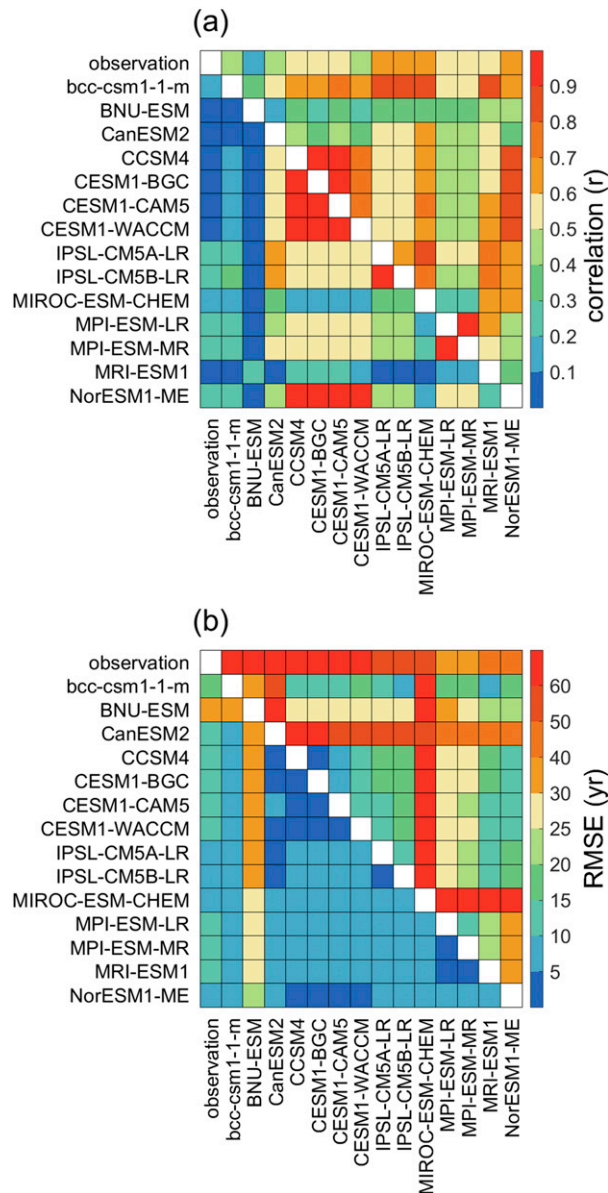 (a)
observation
bcc-csm1-1-m
BNU-ESM
CanESM2
CCSM4
CESM1-BGC
CESM1-CAM5
CESM1-WACCM
IPSL-CM5A-LR
IPSL-CM5B-LR
MIROC-ESM-CHEM
MPI-ESM-LR
MPI-ESM-MR
MRI-ESM1
NorESM1-ME
0.9
0.8
0.7
0.6
0.5
0.4
0.3
0.2
0.1
correlation (r)
observation
bcc-csm1-1-m
BNU-ESM
CanESM2
CCSM4
CESM1-BGC
CESM1-CAM5
CESM1-WACCM
IPSL-CM5A-LR
IPSL-CM5B-LR
MIROC-ESM-CHEM
MPI-ESM-LR
MPI-ESM-MR
MRI-ESM1
NorESM1-ME
(b)
observation
bcc-csm1-1-m
BNU-ESM
CanESM2
CCSM4
CESM1-BGC
CESM1-CAM5
CESM1-WACCM
IPSL-CM5A-LR
IPSL-CM5B-LR
MIROC-ESM-CHEM
MPI-ESM-LR
MPI-ESM-MR
MRI-ESM1
NorESM1-ME
60
50
40
30
20
15
10
5
RMSE (yr)
observation
bcc-csm1-1-m
BNU-ESM
CanESM2
CCSM4
CESM1-BGC
CESM1-CAM5
CESM1-WACCM
IPSL-CM5A-LR
IPSL-CM5B-LR
MIROC-ESM-CHEM
MPI-ESM-LR
MPI-ESM-MR
MRI-ESM1
NorESM1-ME